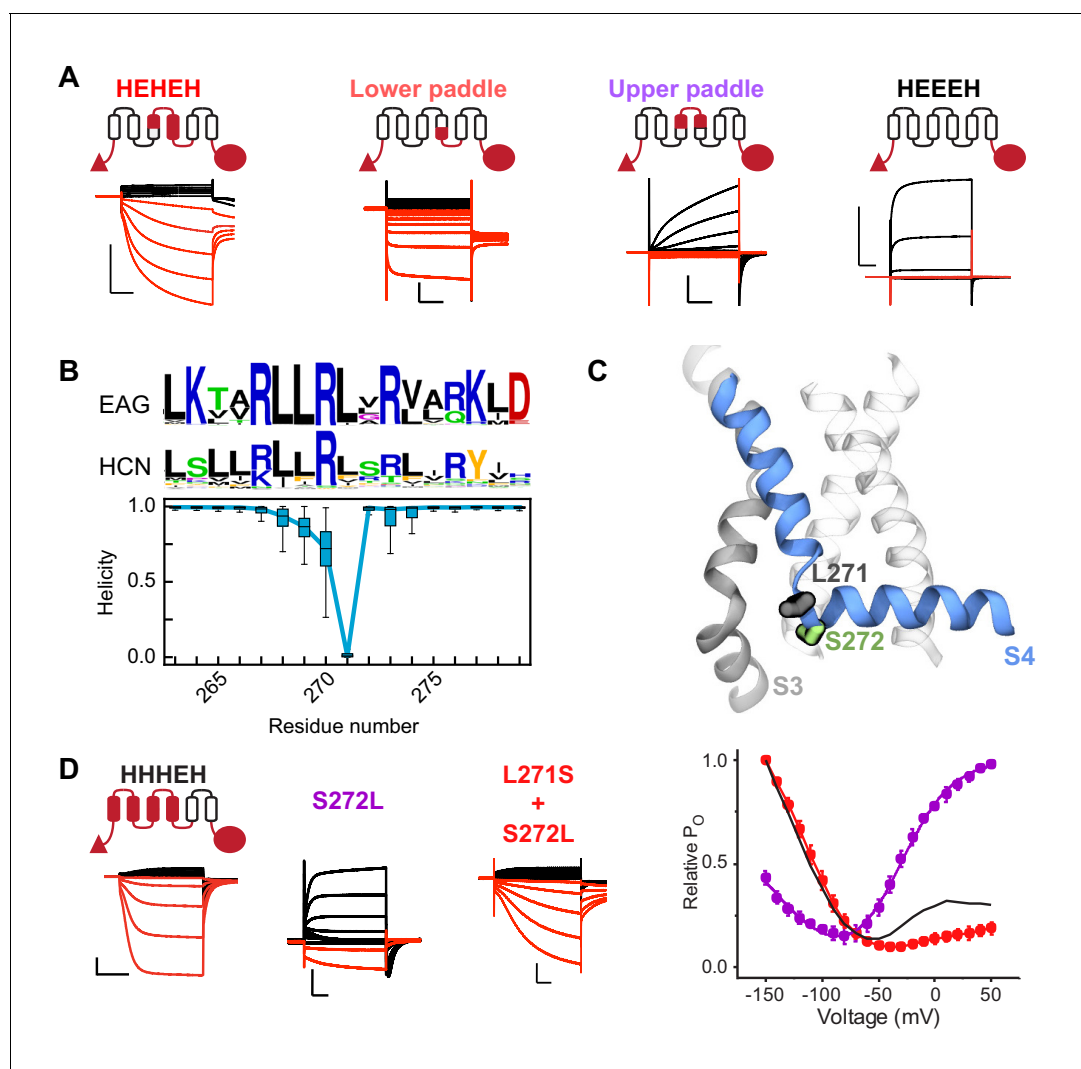 A
HEHEH
Lower paddle
Upper paddle
HEEEH
B
C
EAG
HCN
Helicity
1.0
0.5
0.0
265
270
275
Residue number
L271
S272
S3
S4
D
HHHEH
S272L
L271S
+
S272L
Relative PO
1.0
0.5
0.0
-150
-100
-50
0
50
Voltage (mV)